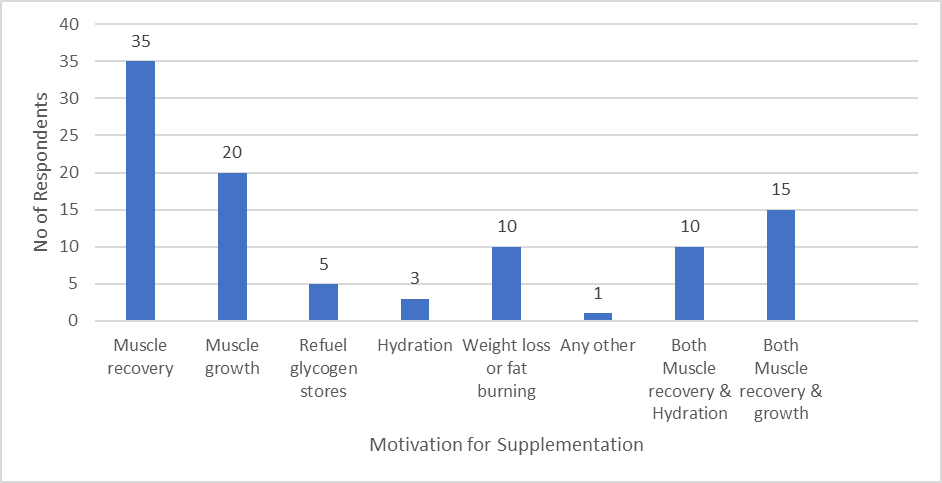 40
35
30
25
20
15
10
5
0
No of Respondents
35
20
5
3
10
1
10
15
Muscle
recovery
Muscle
growth
Refuel
glycogen
stores
Hydration
Weight loss
or fat
burning
Any other
Both
Muscle
recovery &
Hydration
Both
Muscle
recovery &
growth
Motivation for Supplementation